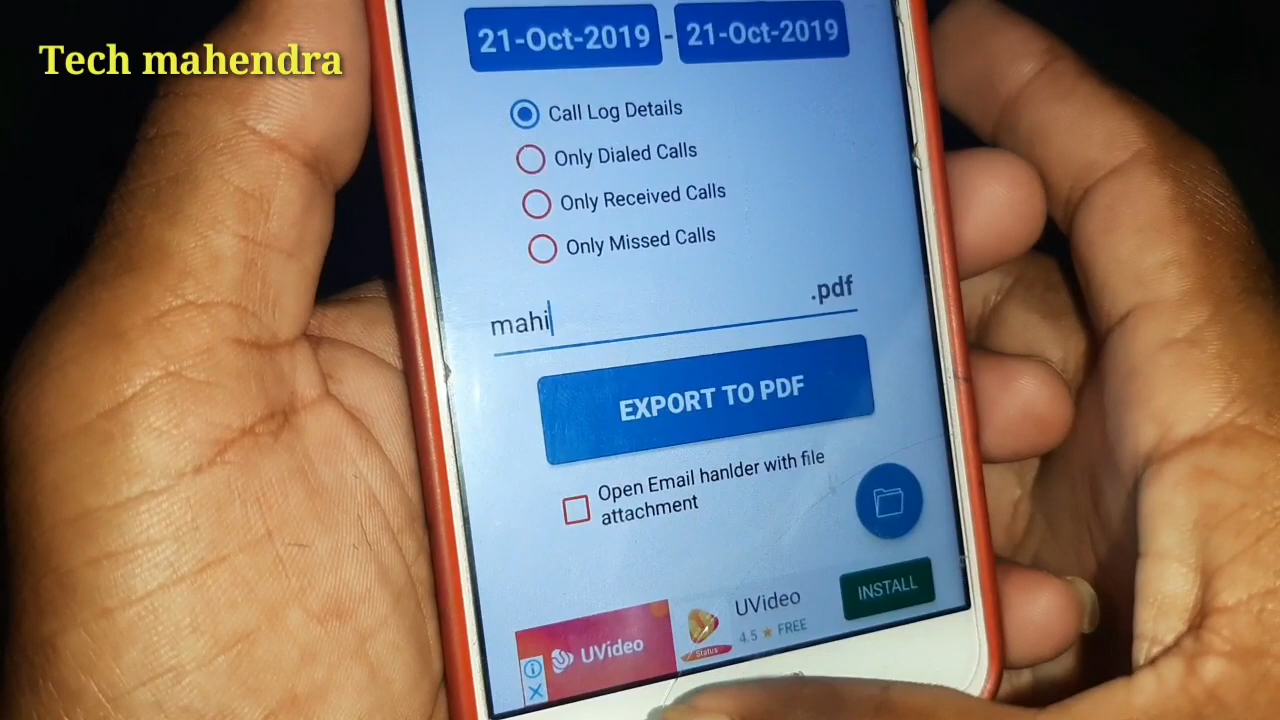 Tech mahendra
21-Oct-2019 - 21-Oct-2019
Call Log Details
Only Dialed Calls
Only Received Calls
Only Missed Calls
mahi .pdf
EXPORT TO PDF
Open Email hanlder with file
attachment
UVideo
Status
UVideo
4.5 ★ FREE
INSTALL